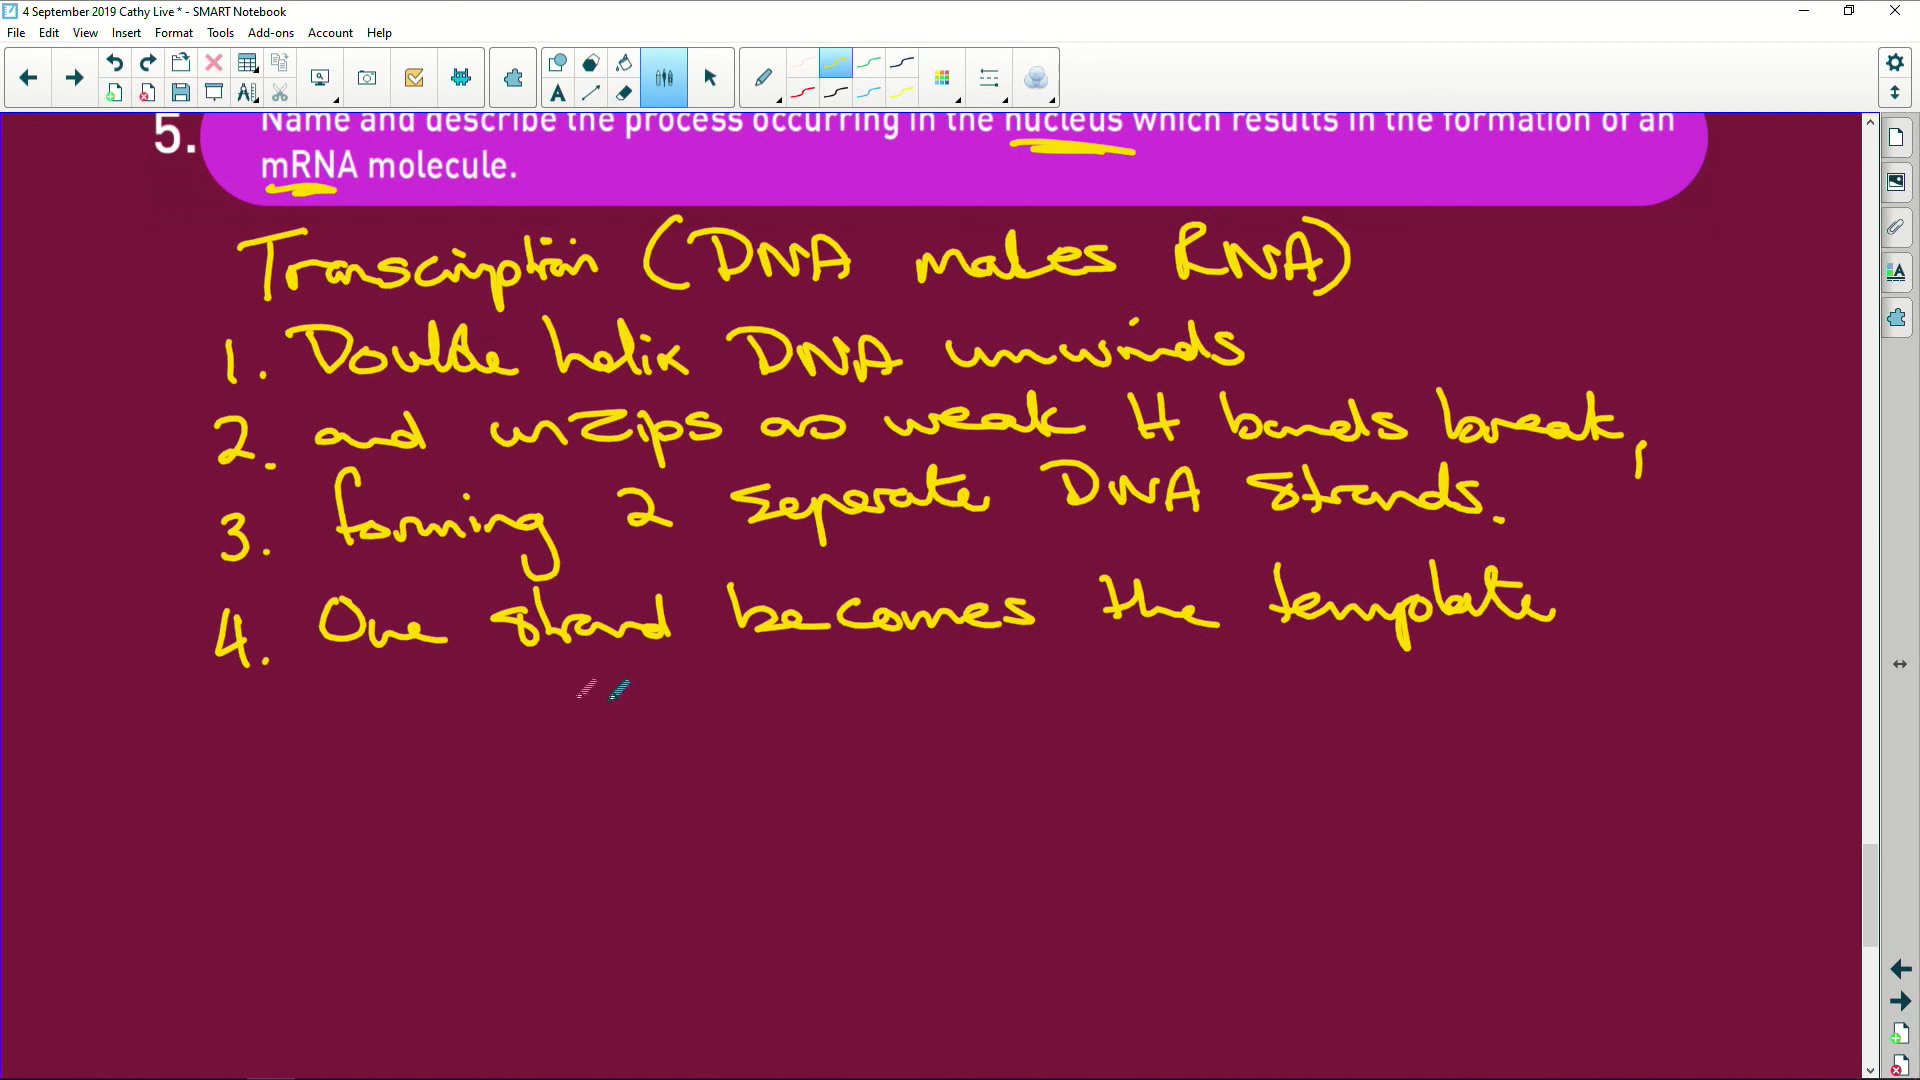 4 September 2019 Cathy Live * - SMART Notebook
File Edit View Insert Format Tools Add-ons Account Help
5. Name and describe the process occurring in the nucleus which results in the formation of an
mRNA molecule.
Transcription (DNA makes RNA)
1. Double helix DNA unwinds
2. and unzips as weak H bonds break,
3. forming 2 seperate DNA strands.
4. One strand becomes the template